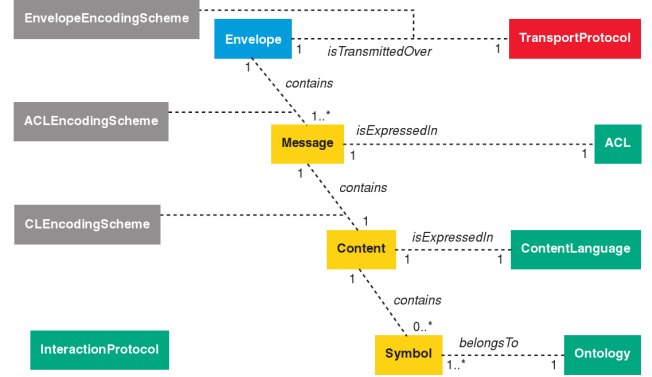 EnvelopeEncodingScheme
Envelope
1
isTransmittedOver
1
TransportProtocol
1
contains
ACLEncodingScheme
1..*
Message
1
isExpressedIn
1
ACL
1
contains
CLEncodingScheme
1
Content
1
isExpressedIn
1
ContentLanguage
1
contains
0..*
InteractionProtocol
Symbol
1..*
belongsTo
1
Ontology